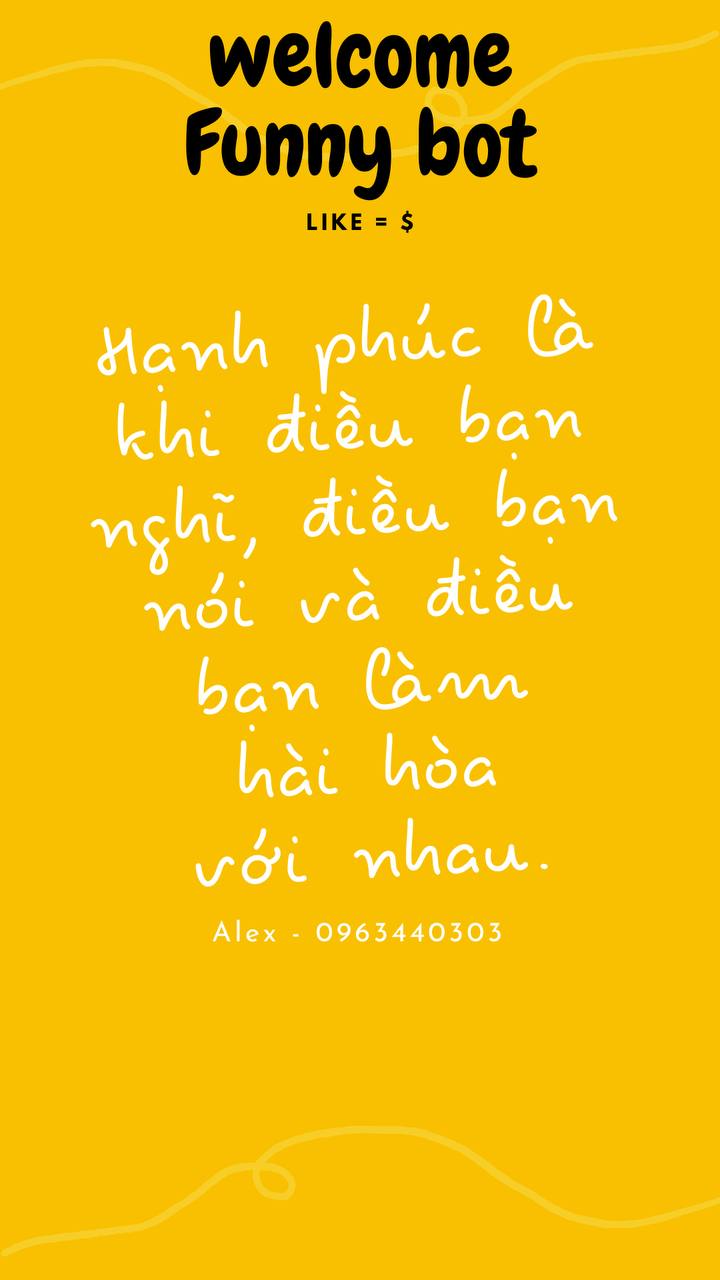 welcome
Funny bot
LIKE = $
Hạnh phúc là
khi điều bạn
nghĩ, điều bạn
nói và điều
bạn làm
hài hòa
với nhau.
Alex - 0963440303